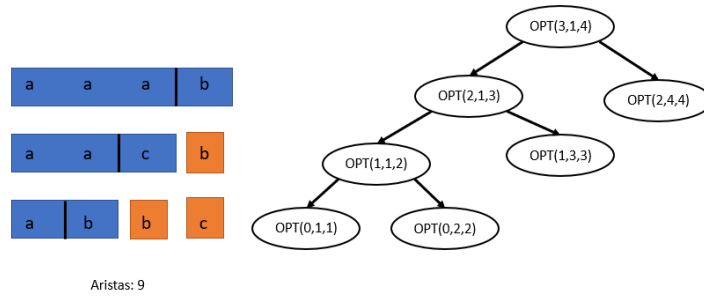 a a a b
a a c b
a b b c
Aristas: 9
OPT(3,1,4)
OPT(2,1,3)
OPT(2,4,4)
OPT(1,1,2)
OPT(1,3,3)
OPT(0,1,1)
OPT(0,2,2)